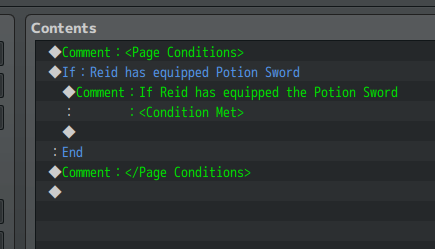 Contents
◆Comment：<Page Conditions>
◆If：Reid has equipped Potion Sword
◆Comment：If Reid has equipped the Potion Sword
：　　　：<Condition Met>
◆
：End
◆Comment：</Page Conditions>
◆